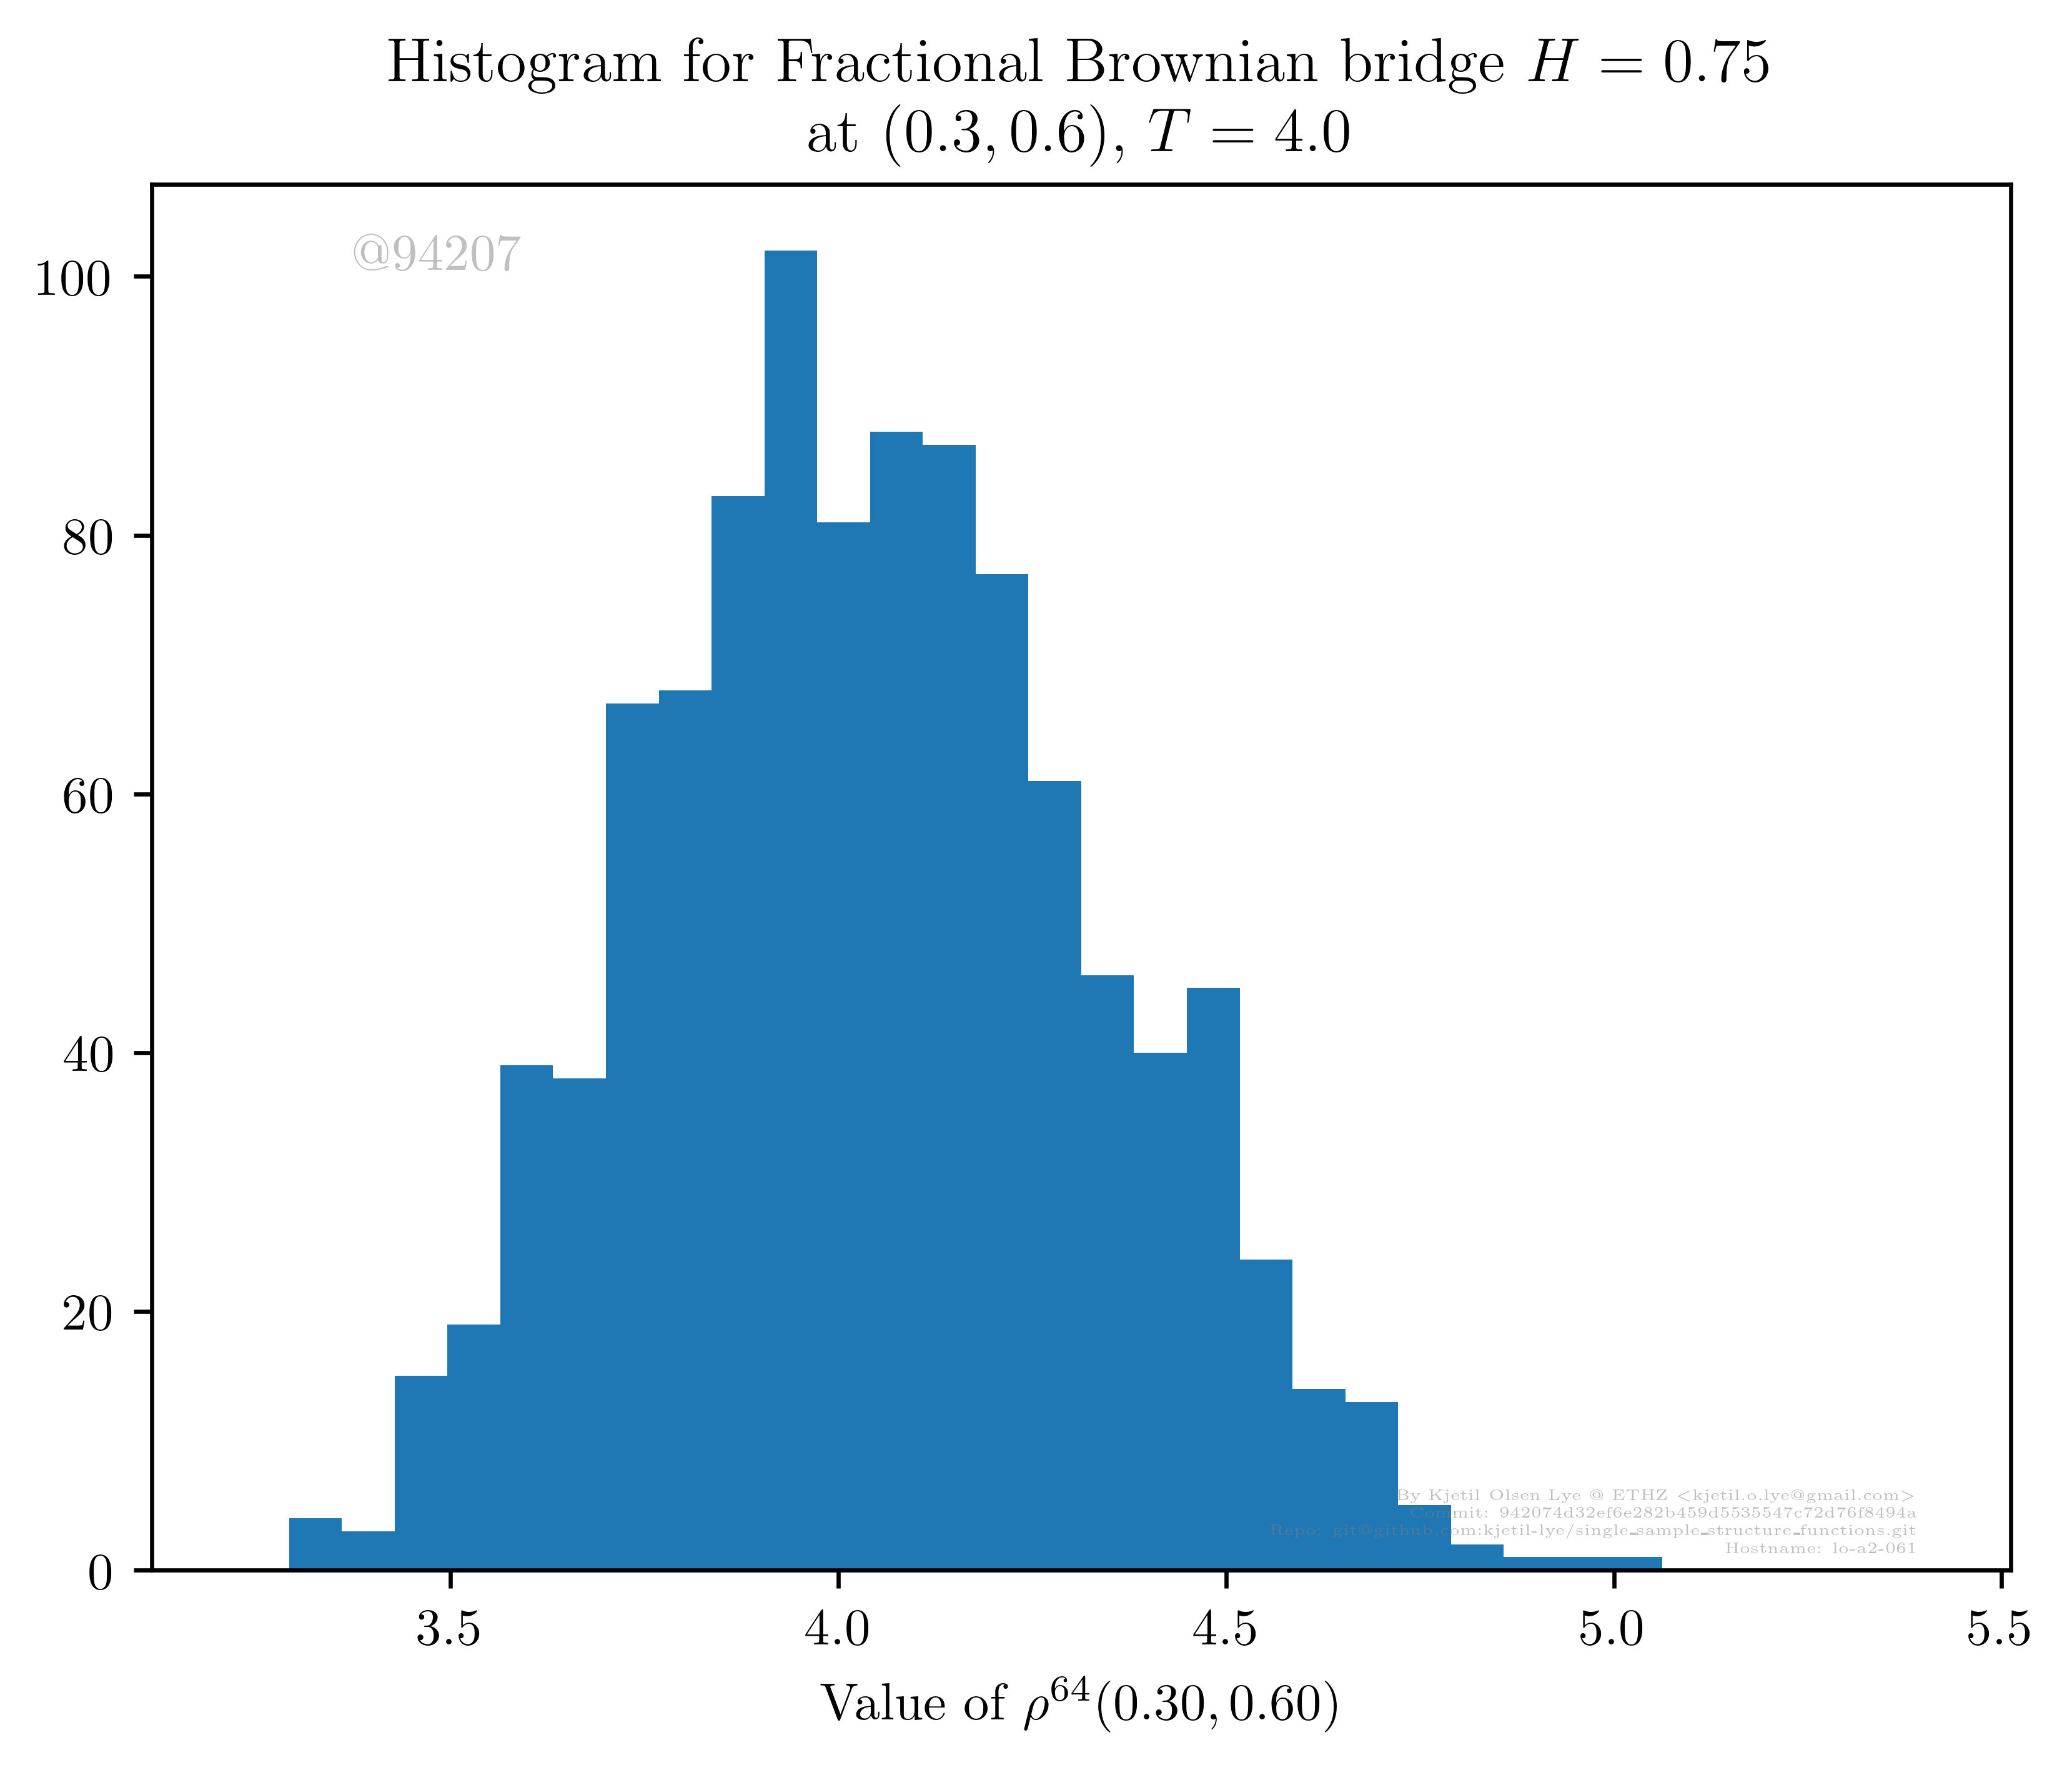 Histogram for Fractional Brownian bridge H = 0.75
at (0.3, 0.6), T = 4.0
@94207
100
80
60
40
20
0
By Kjetil Olsen Lye @ ETHZ <kjetil.o.lye@gmail.com>
Commit: 942074d32ef6e282b459d5535547c72d76f8494a
Repo: git@github.com:kjetil-lye/single_sample_structure_functions.git
Hostname: lo-a2-061
3.5 4.0 4.5 5.0 5.5
Value of ρ⁶⁴(0.30, 0.60)